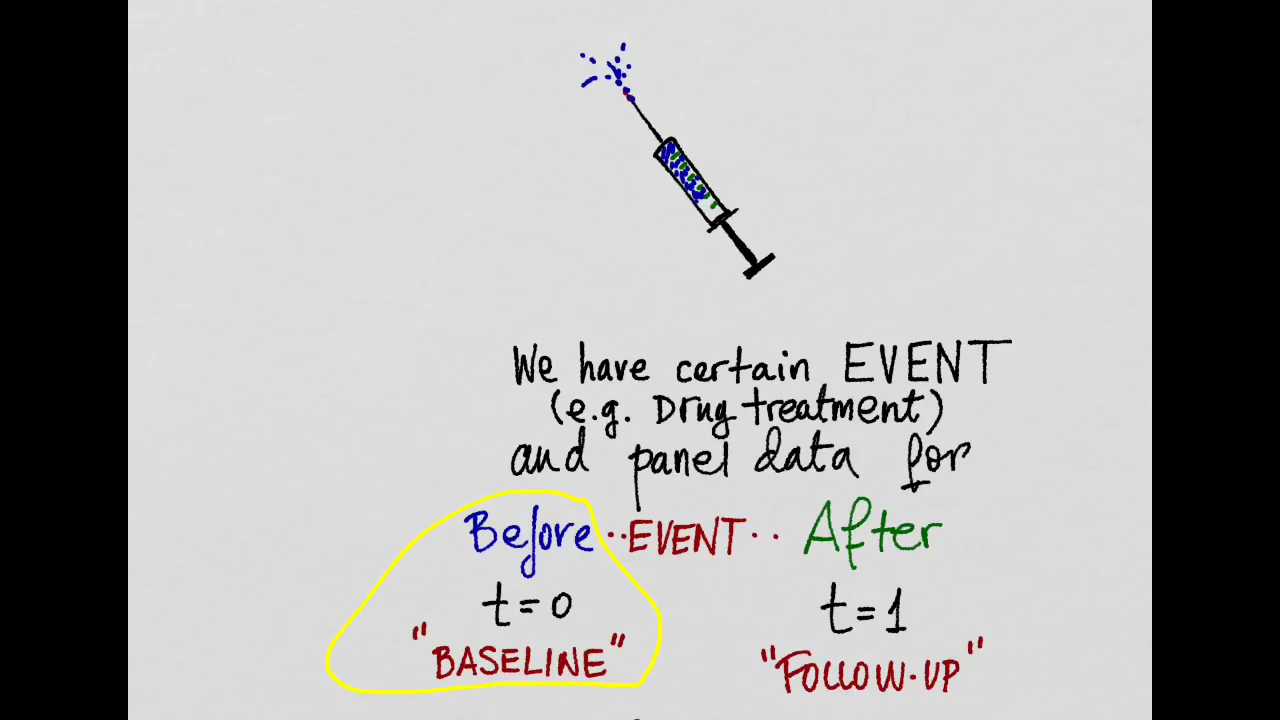 We have certain EVENT
(e.g. Drug treatment)
and panel data for
Before ··EVENT·· After
t=0 t=1
"BASELINE" "FOLLOW-UP"